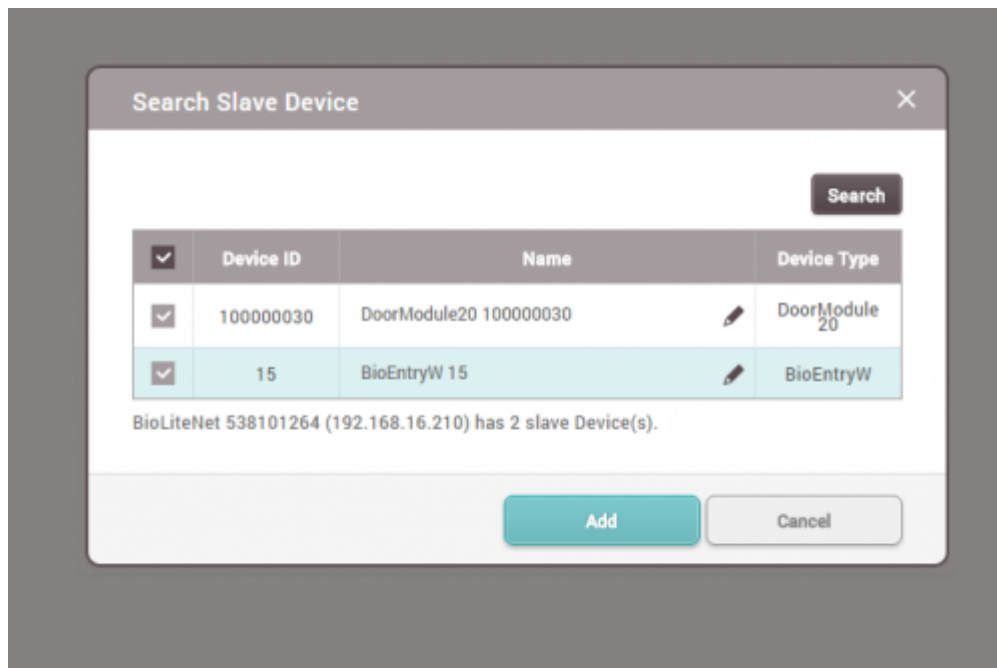 Search Slave Device
Search
Device ID Name Device Type
100000030 DoorModule20 100000030 DoorModule
20
15 BioEntryW 15 BioEntryW
BioLiteNet 538101264 (192.168.16.210) has 2 slave Device(s).
Add Cancel